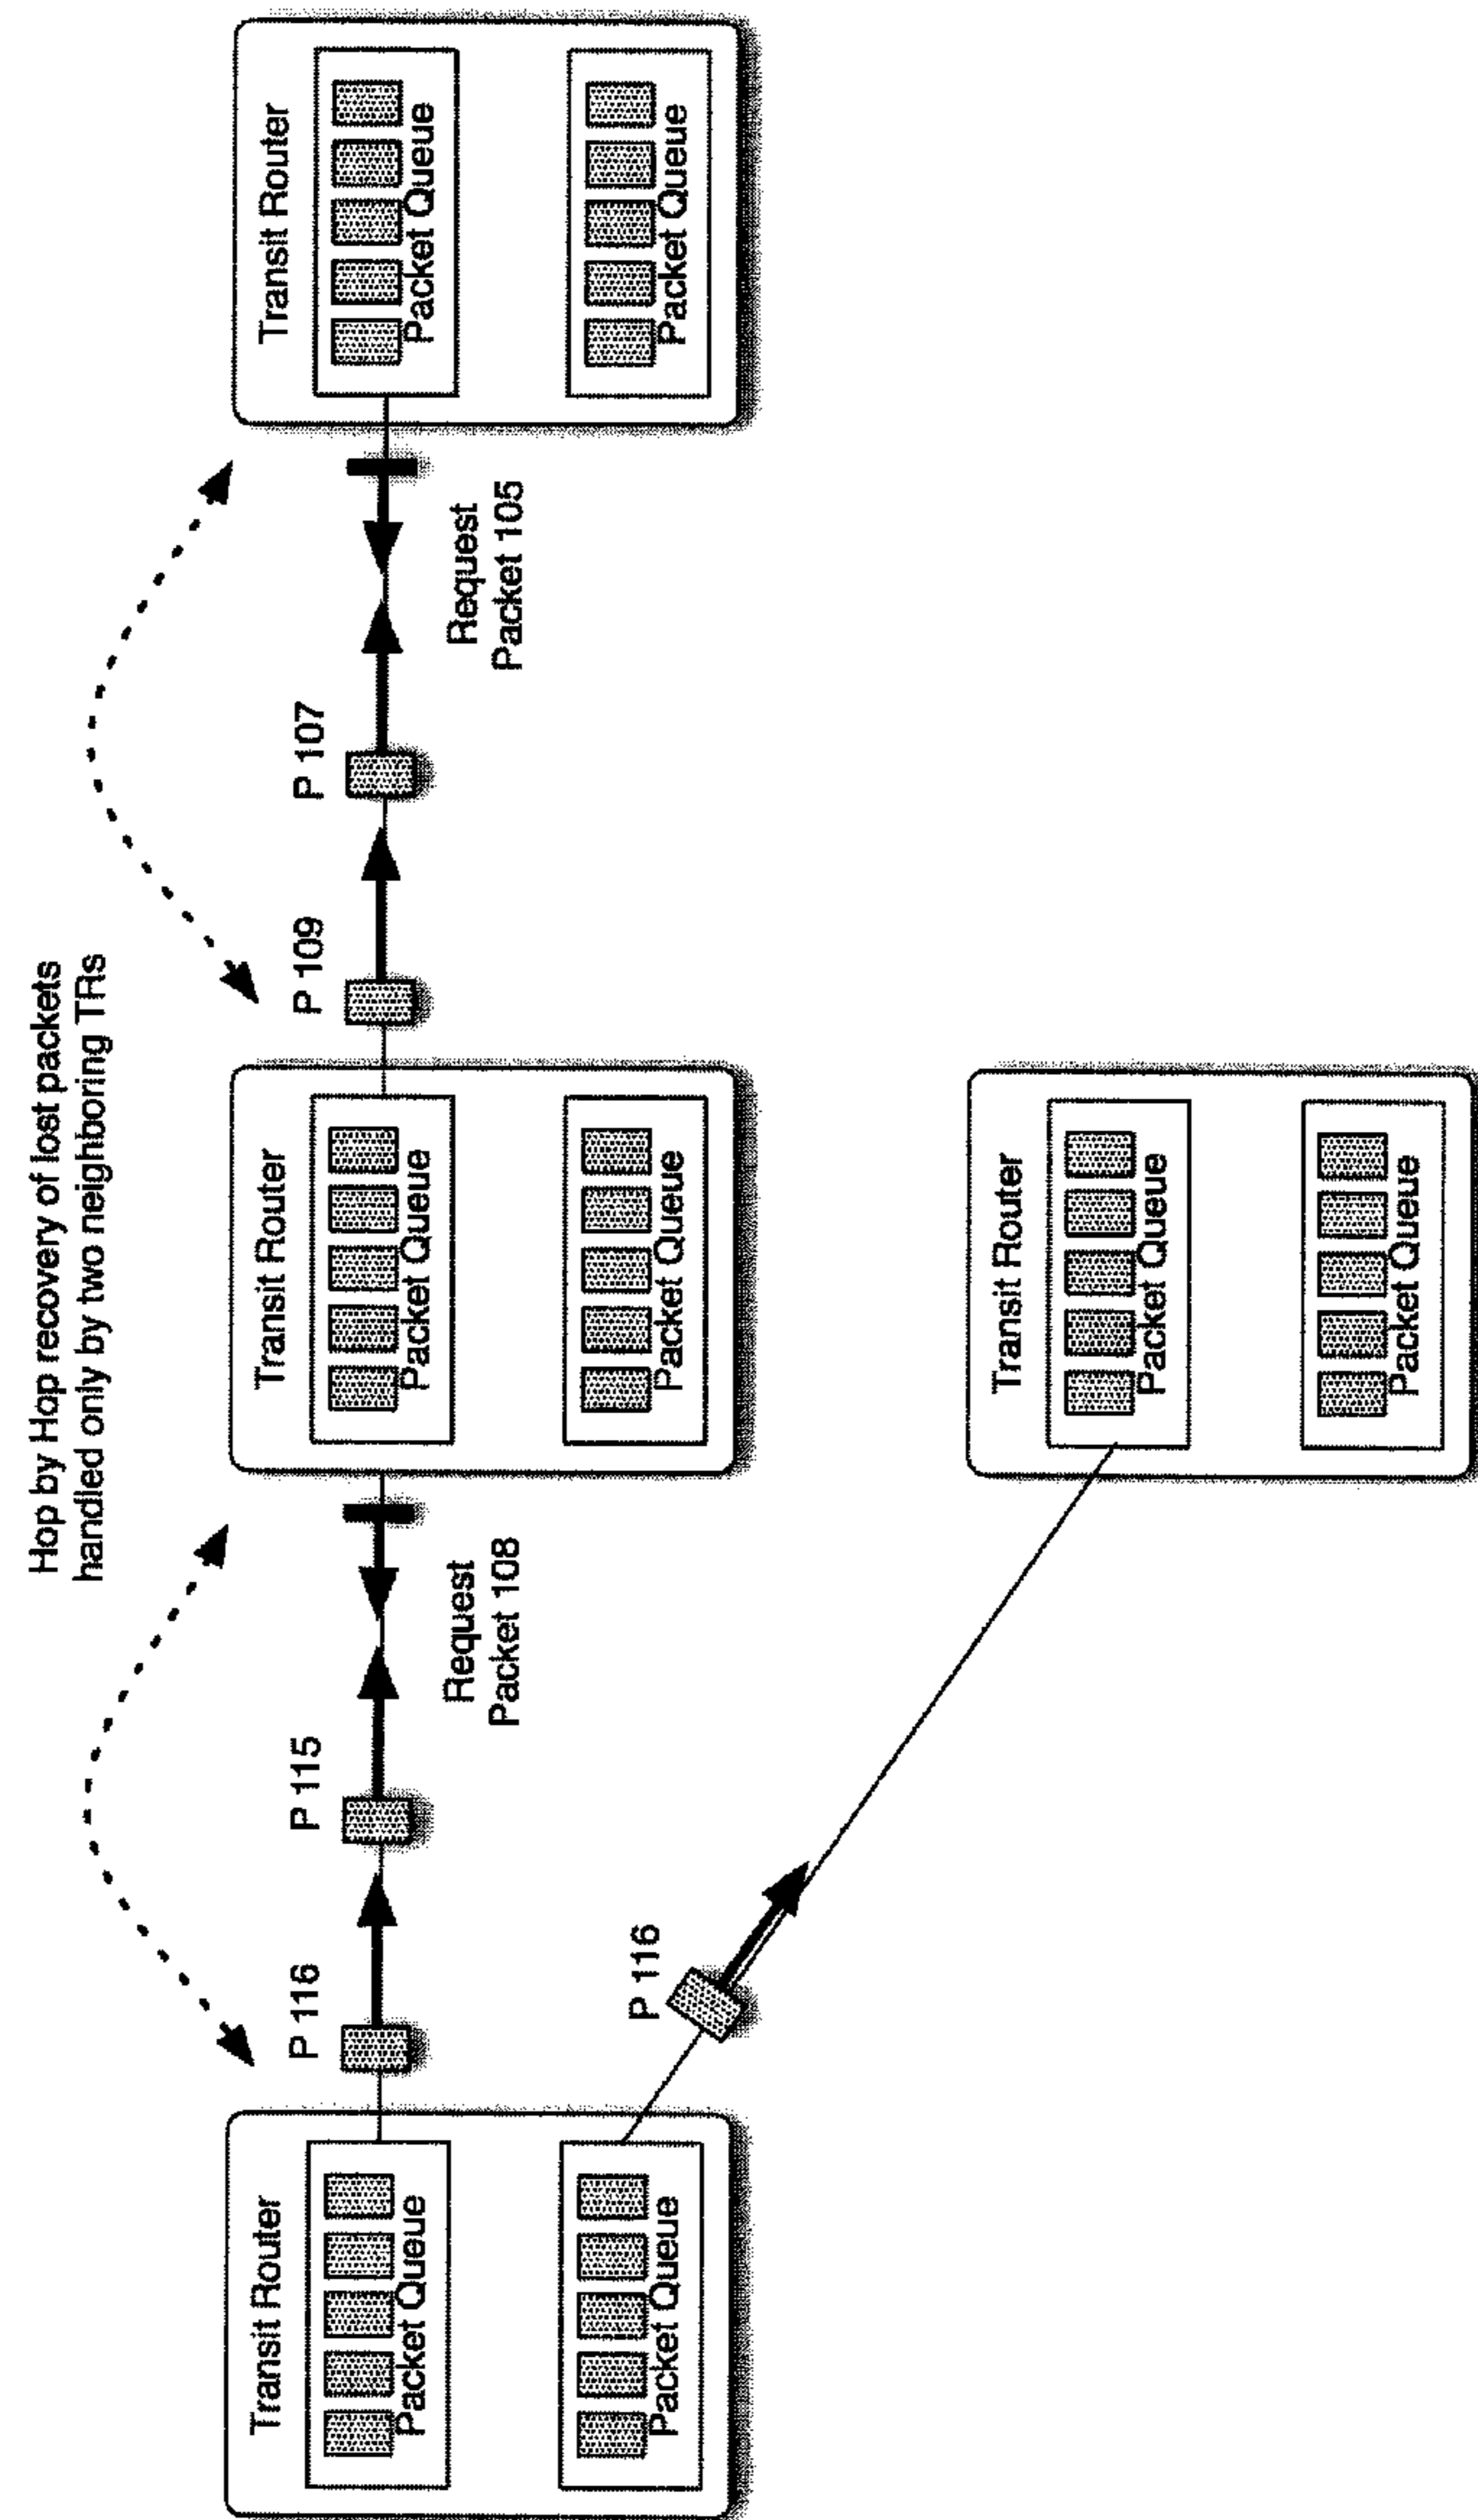 Hop by Hop recovery of lost packets
handled only by two neighboring TRs
Transit Router
Packet Queue
Packet Queue
P 116
P 115
Request
Packet 108
Transit Router
Packet Queue
Packet Queue
P 109
P 107
Request
Packet 105
Transit Router
Packet Queue
Packet Queue
P 116
Transit Router
Packet Queue
Packet Queue